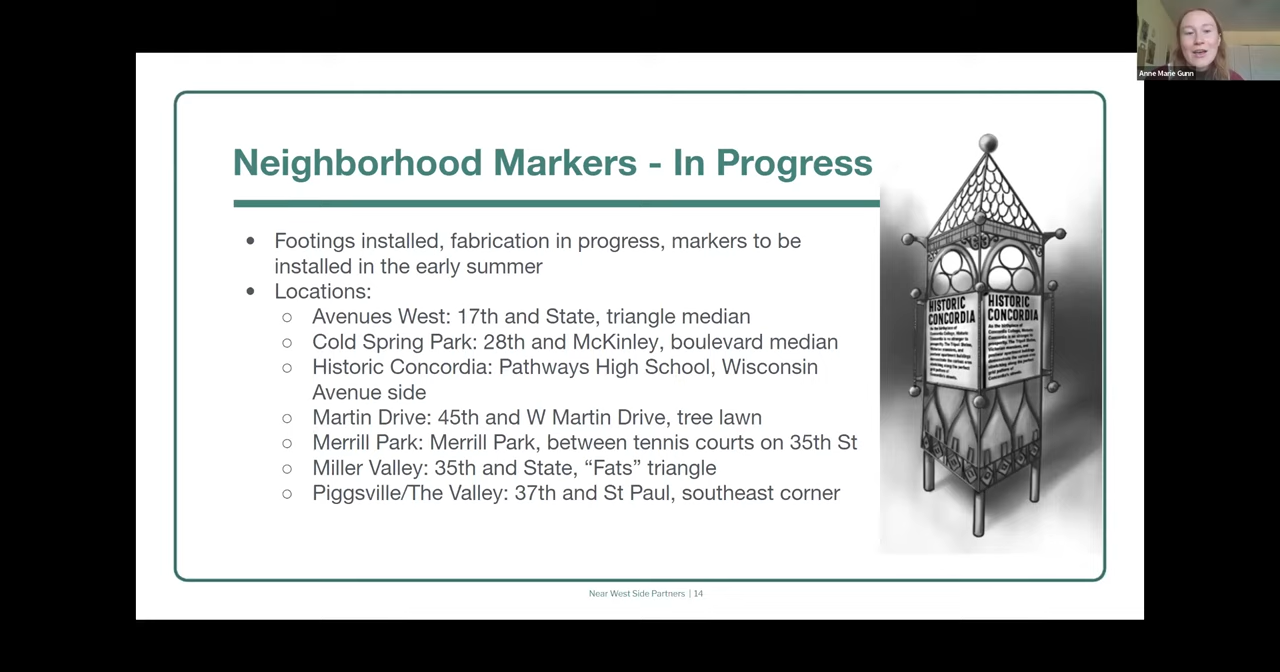 Anne Marie Gunn
Neighborhood Markers - In Progress
● Footings installed, fabrication in progress, markers to be
installed in the early summer
● Locations:
○ Avenues West: 17th and State, triangle median
○ Cold Spring Park: 28th and McKinley, boulevard median
○ Historic Concordia: Pathways High School, Wisconsin
Avenue side
○ Martin Drive: 45th and W Martin Drive, tree lawn
○ Merrill Park: Merrill Park, between tennis courts on 35th St
○ Miller Valley: 35th and State, “Fats” triangle
○ Piggsville/The Valley: 37th and St Paul, southeast corner
HISTORIC
CONCORDIA
HISTORIC
CONCORDIA
Near West Side Partners | 14